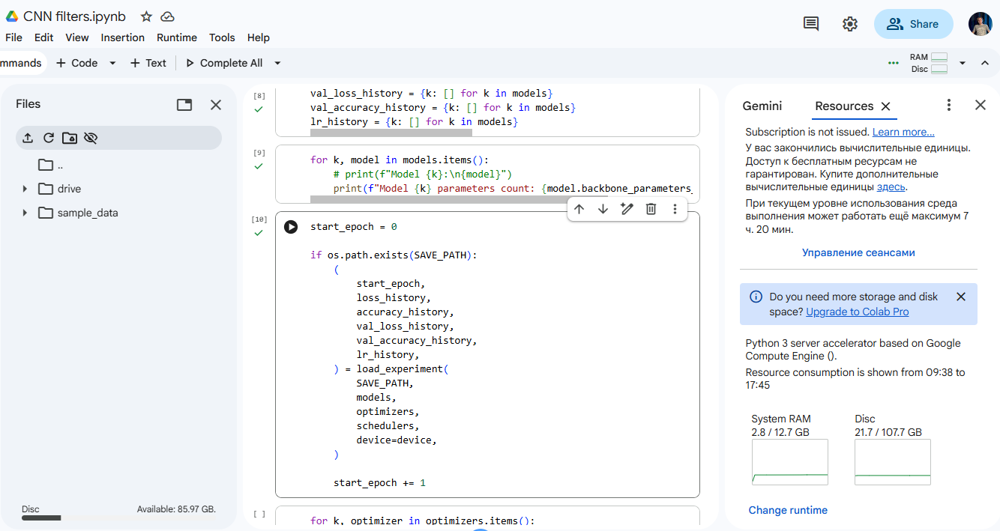 CNN filters.ipynb
File Edit View Insertion Runtime Tools Help
Share
mmands + Code + Text Complete All
RAM
Disc
Files
..
drive
sample_data
Disc Available: 85.97 GB.
[8]
val_loss_history = {k: [] for k in models}
val_accuracy_history = {k: [] for k in models}
lr_history = {k: [] for k in models}
[9]
for k, model in models.items():
# print(f"Model {k}:\n{model}")
print(f"Model {k} parameters count: {model.backbone_parameters_
[10]
start_epoch = 0
if os.path.exists(SAVE_PATH):
(
start_epoch,
loss_history,
accuracy_history,
val_loss_history,
val_accuracy_history,
lr_history,
) = load_experiment(
SAVE_PATH,
models,
optimizers,
schedulers,
device=device,
)
start_epoch += 1
[ ]
for k, optimizer in optimizers.items():
Gemini Resources
Subscription is not issued. Learn more...
У вас закончились вычислительные единицы.
Доступ к бесплатным ресурсам не
гарантирован. Купите дополнительные
вычислительные единицы здесь.
При текущем уровне использования среда
выполнения может работать ещё максимум 7
ч. 20 мин.
Управление сеансами
Do you need more storage and disk
space? Upgrade to Colab Pro
Python 3 server accelerator based on Google
Compute Engine ().
Resource consumption is shown from 09:38 to
17:45
System RAM
2.8 / 12.7 GB
Disc
21.7 / 107.7 GB
Change runtime